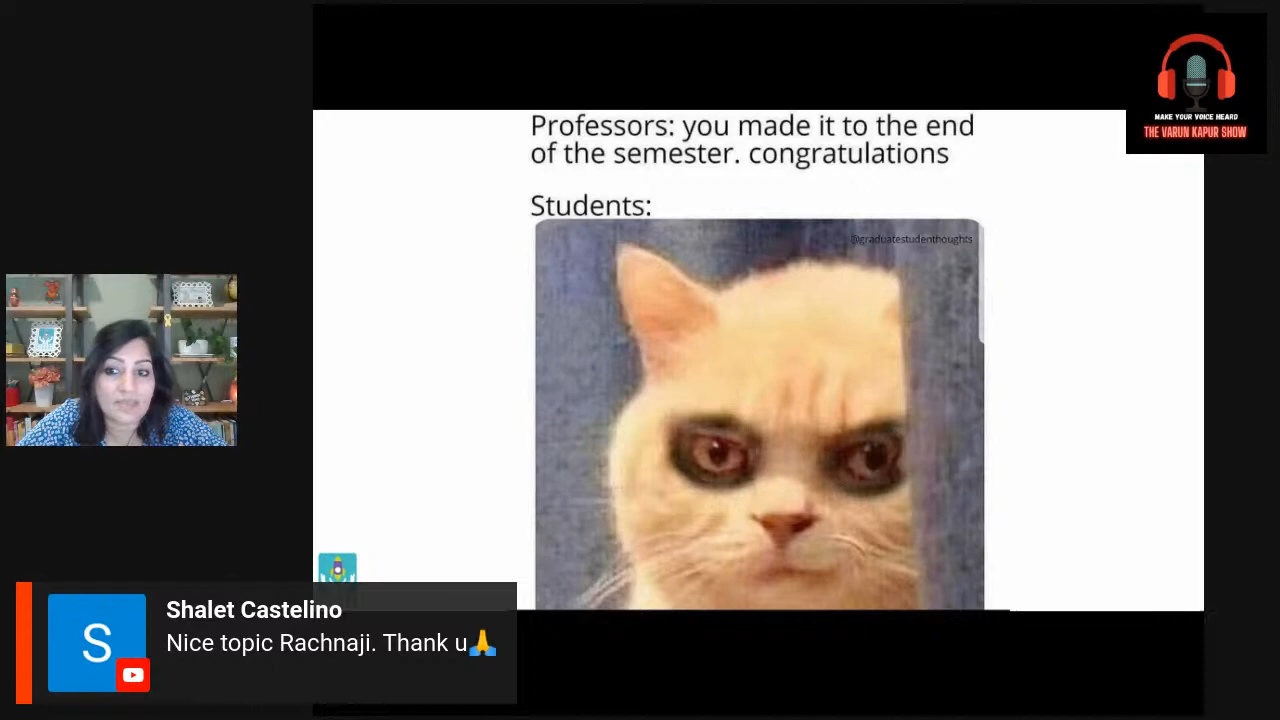 MAKE YOUR VOICE HEARD
THE VARUN KAPUR SHOW
Professors: you made it to the end
of the semester. congratulations
Students:
@graduatestudenthoughts
S
Shalet Castelino
Nice topic Rachnaji. Thank u🙏